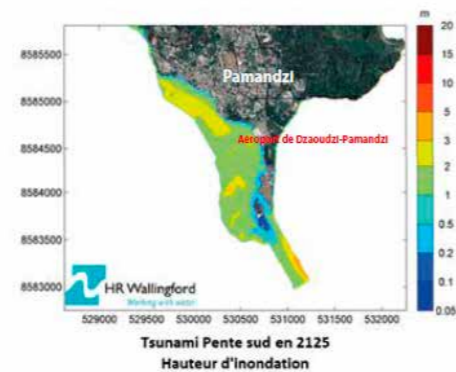 m
8585500
8585000
8584500
8584000
8583500
8583000
Pamandzi
Aéroport de Dzaoudzi-Pamandzi
20
15
10
5
3
2
1
0.5
0.2
0.1
0.05
HR Wallingford
Working with water
529000 529500 530000 530500 531000 531500 532000
Tsunami Pente sud en 2125
Hauteur d'inondation